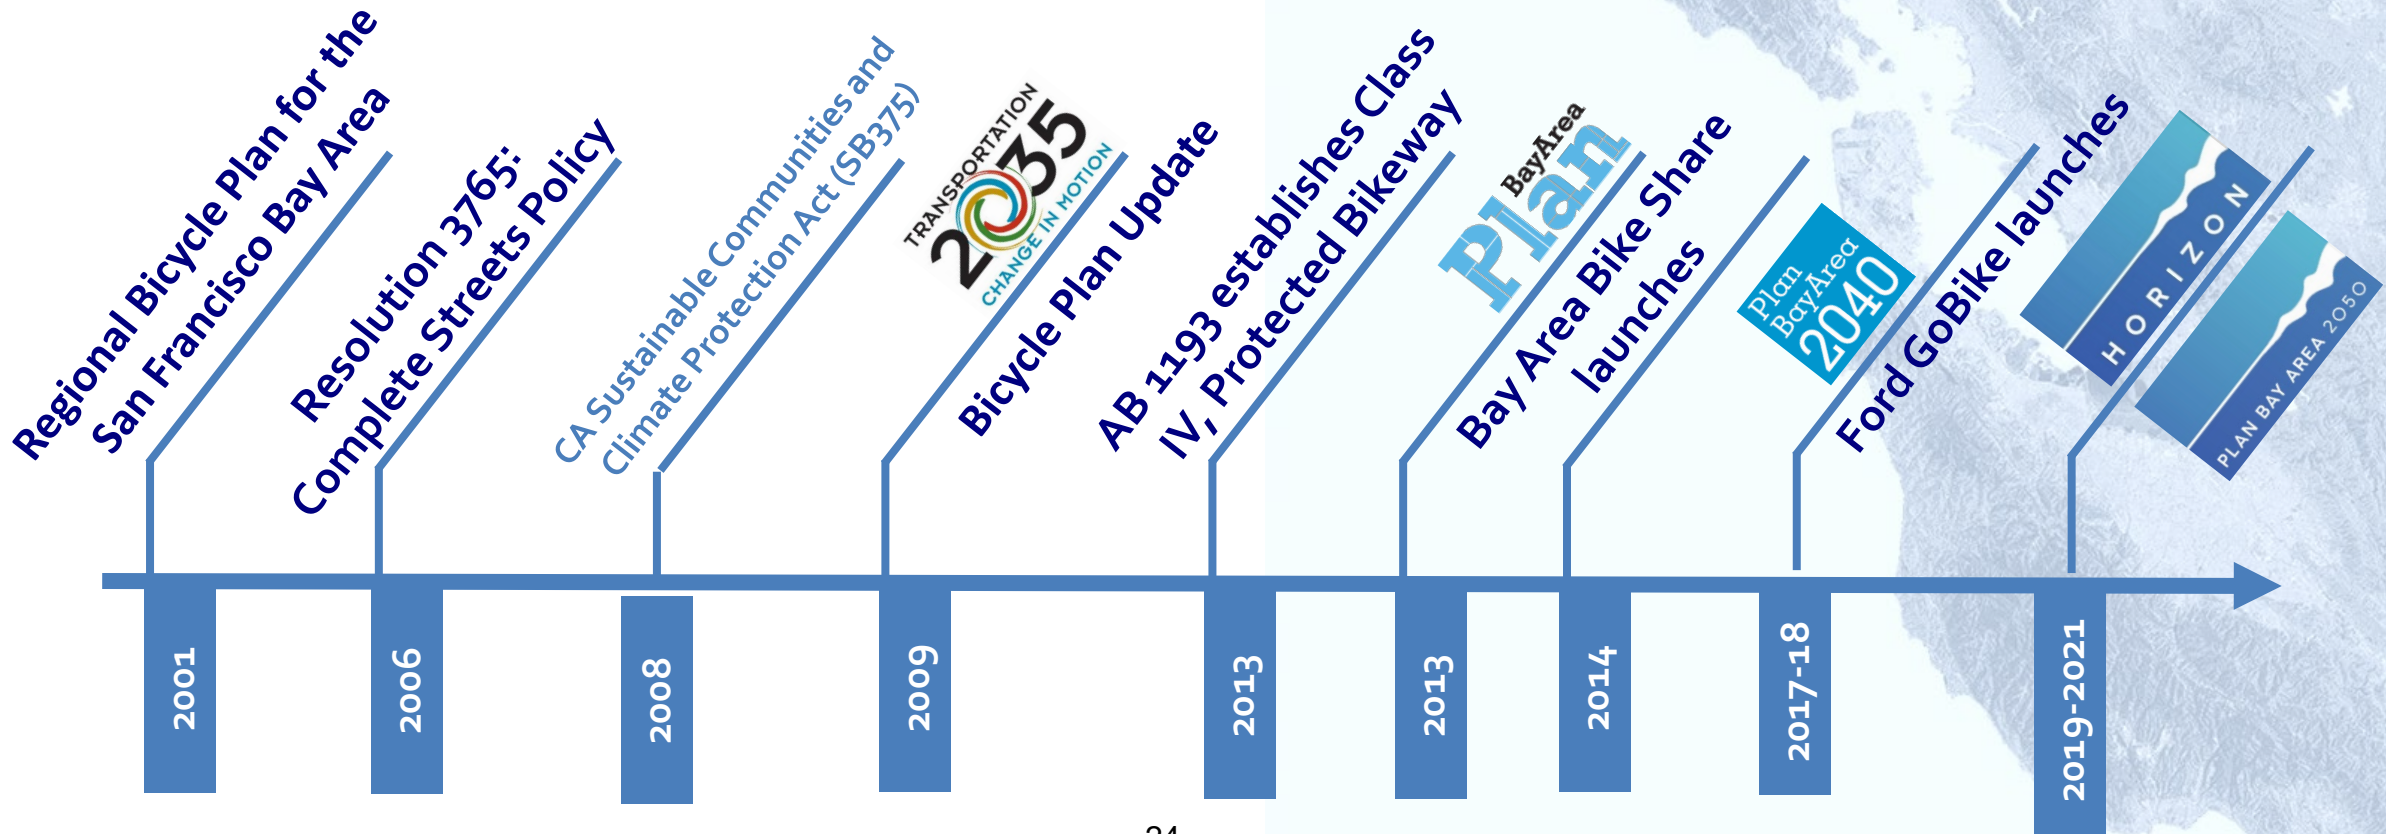 Regional Bicycle Plan for the
San Francisco Bay Area
Resolution 3765:
Complete Streets Policy
CA Sustainable Communities and
Climate Protection Act (SB375)
TRANSPORTATION
2035
CHANGE IN MOTION
Bicycle Plan Update
AB 1193 establishes Class
IV, Protected Bikeway
BayArea
Plan
Bay Area Bike Share
launches
Plan
BayArea
2040
Ford GoBike launches
HORIZON
PLAN BAY AREA 2050
2001
2006
2008
2009
2013
2013
2014
2017-18
2019-2021